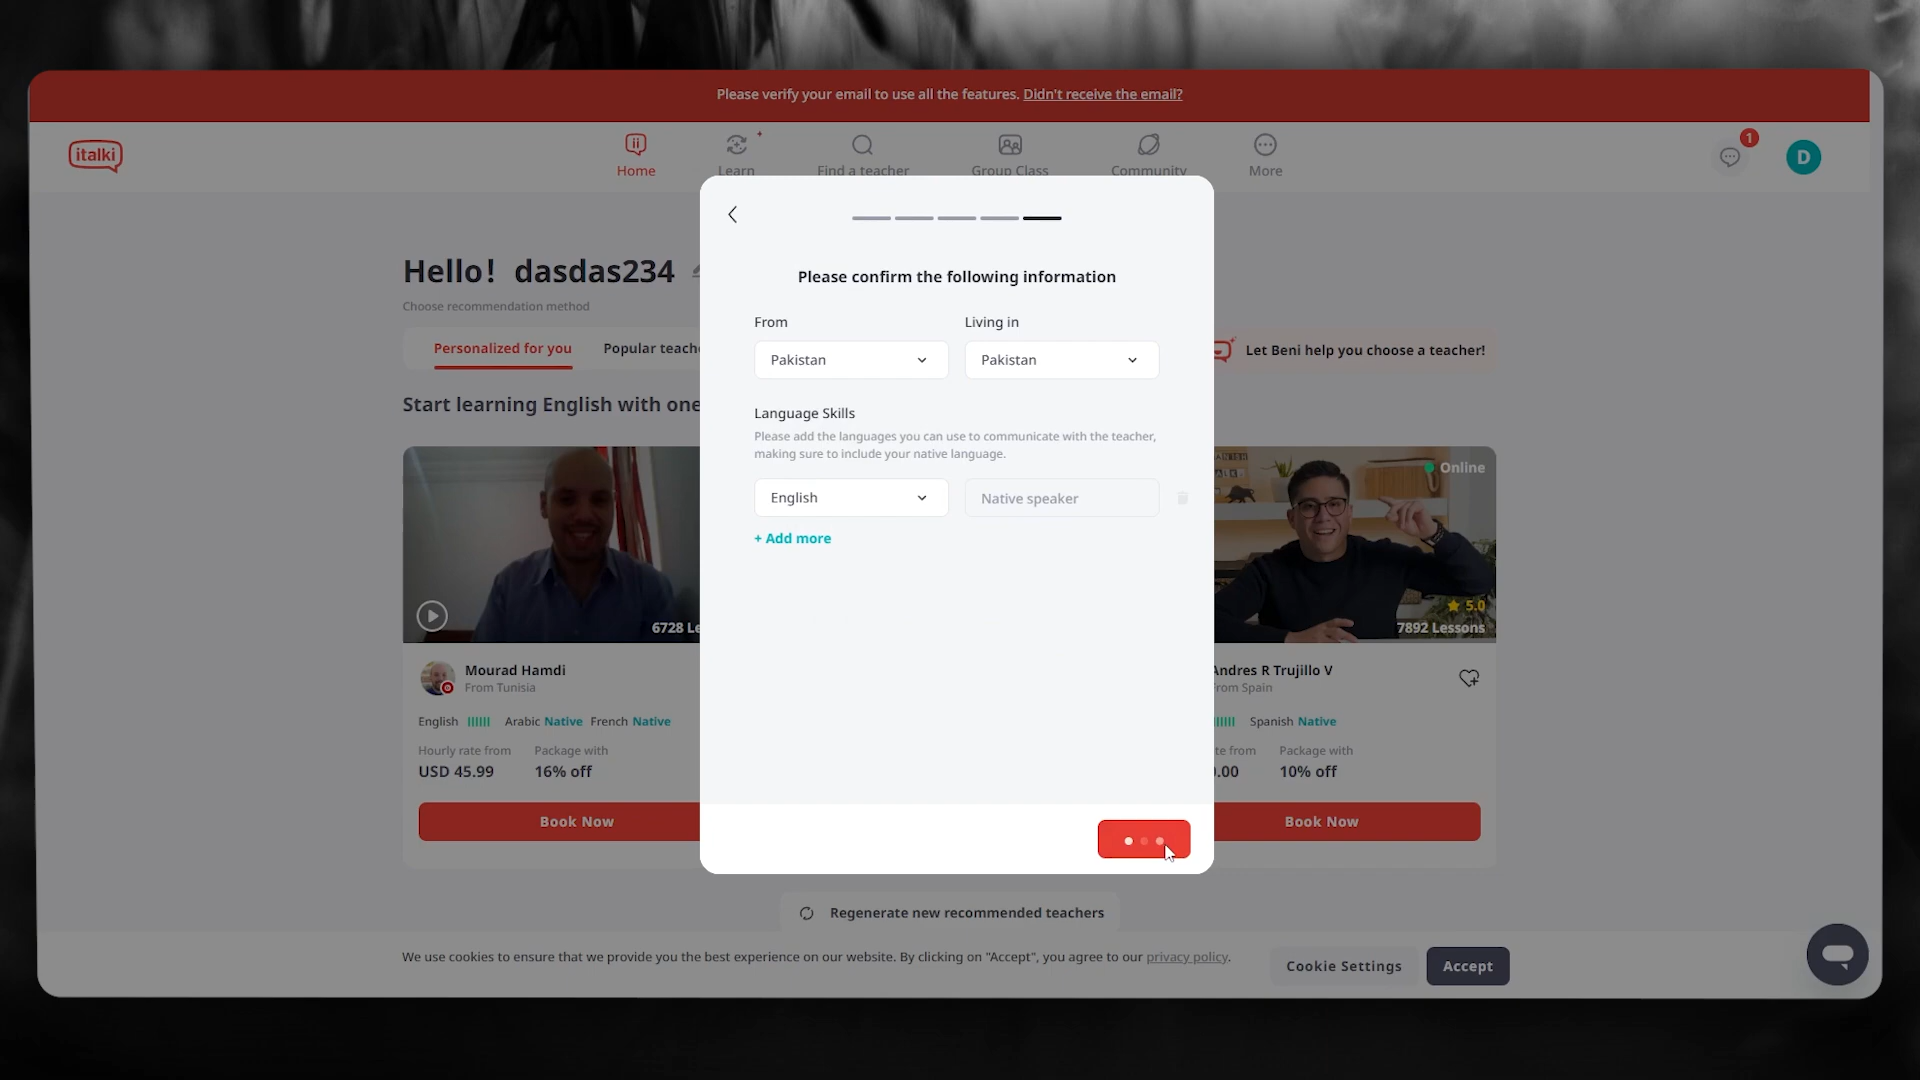 Please verify your email to use all the features. Didn't receive the email?
italki
Home
Learn
Find a teacher
Group Class
Community
More
1
D
Hello! dasdas234
Choose recommendation method
Personalized for you
Popular teach
Let Beni help you choose a teacher!
Start learning English with one
Please confirm the following information
From
Living in
Pakistan
Pakistan
Language Skills
Please add the languages you can use to communicate with the teacher,
making sure to include your native language.
English
Native speaker
+ Add more
6728 Le
Online
5.0
7892 Lessons
Mourad Hamdi
From Tunisia
English
Arabic Native French Native
Hourly rate from
Package with
USD 45.99
16% off
Book Now
Andres R Trujillo V
From Spain
Spanish Native
te from
Package with
.00
10% off
Book Now
Regenerate new recommended teachers
We use cookies to ensure that we provide you the best experience on our website. By clicking on "Accept", you agree to our privacy policy.
Cookie Settings
Accept